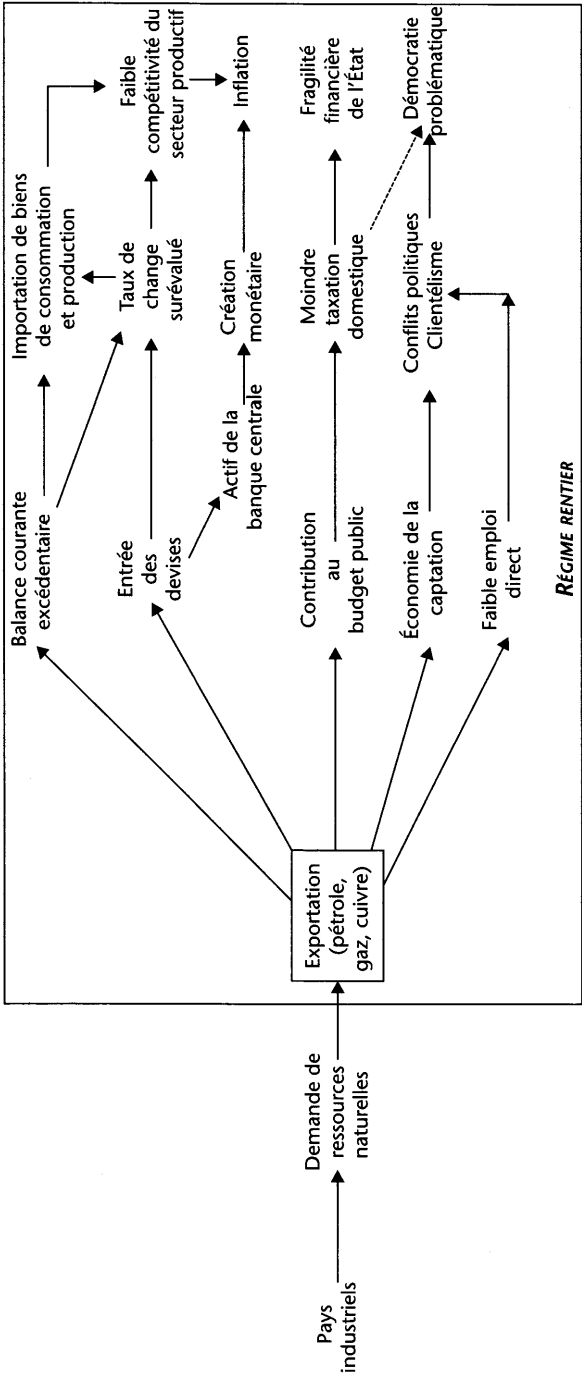 Pays
industriels
Demande de
ressources
naturelles
Exportation
(pétrole,
gaz, cuivre)
Balance courante
excédentaire
Importation de biens
de consommation
et production
Faible
compétitivité du
secteur productif
Entrée
des
devises
Taux de
change
surévalué
Actif de la
banque centrale
Création
monétaire
Inflation
Contribution
au
budget public
Moindre
taxation
domestique
Fragilité
financière
de l’État
Économie de la
captation
Conflits politiques
Clientélisme
Démocratie
problématique
Faible emploi
direct
RÉGIME RENTIER